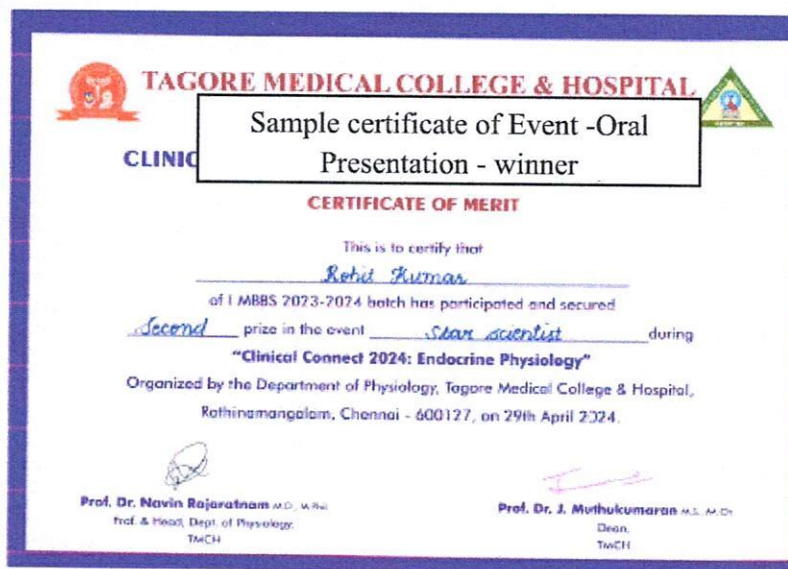 TAGORE MEDICAL COLLEGE & HOSPITAL
Sample certificate of Event -Oral
Presentation - winner
CLINIC
CERTIFICATE OF MERIT
This is to certify that
Rohit Kumar
of I MBBS 2023-2024 batch has participated and secured
Second prize in the event Star scientist during
"Clinical Connect 2024: Endocrine Physiology"
Organized by the Department of Physiology, Tagore Medical College & Hospital,
Rathinamangalam, Chennai - 600127, on 29th April 2024.
Prof. Dr. Navin Rajaratnam M.D., M.Phil
Prof. & Head, Dept. of Physiology,
TMCH
Prof. Dr. J. Muthukumaran M.S., M.Ch
Dean,
TMCH